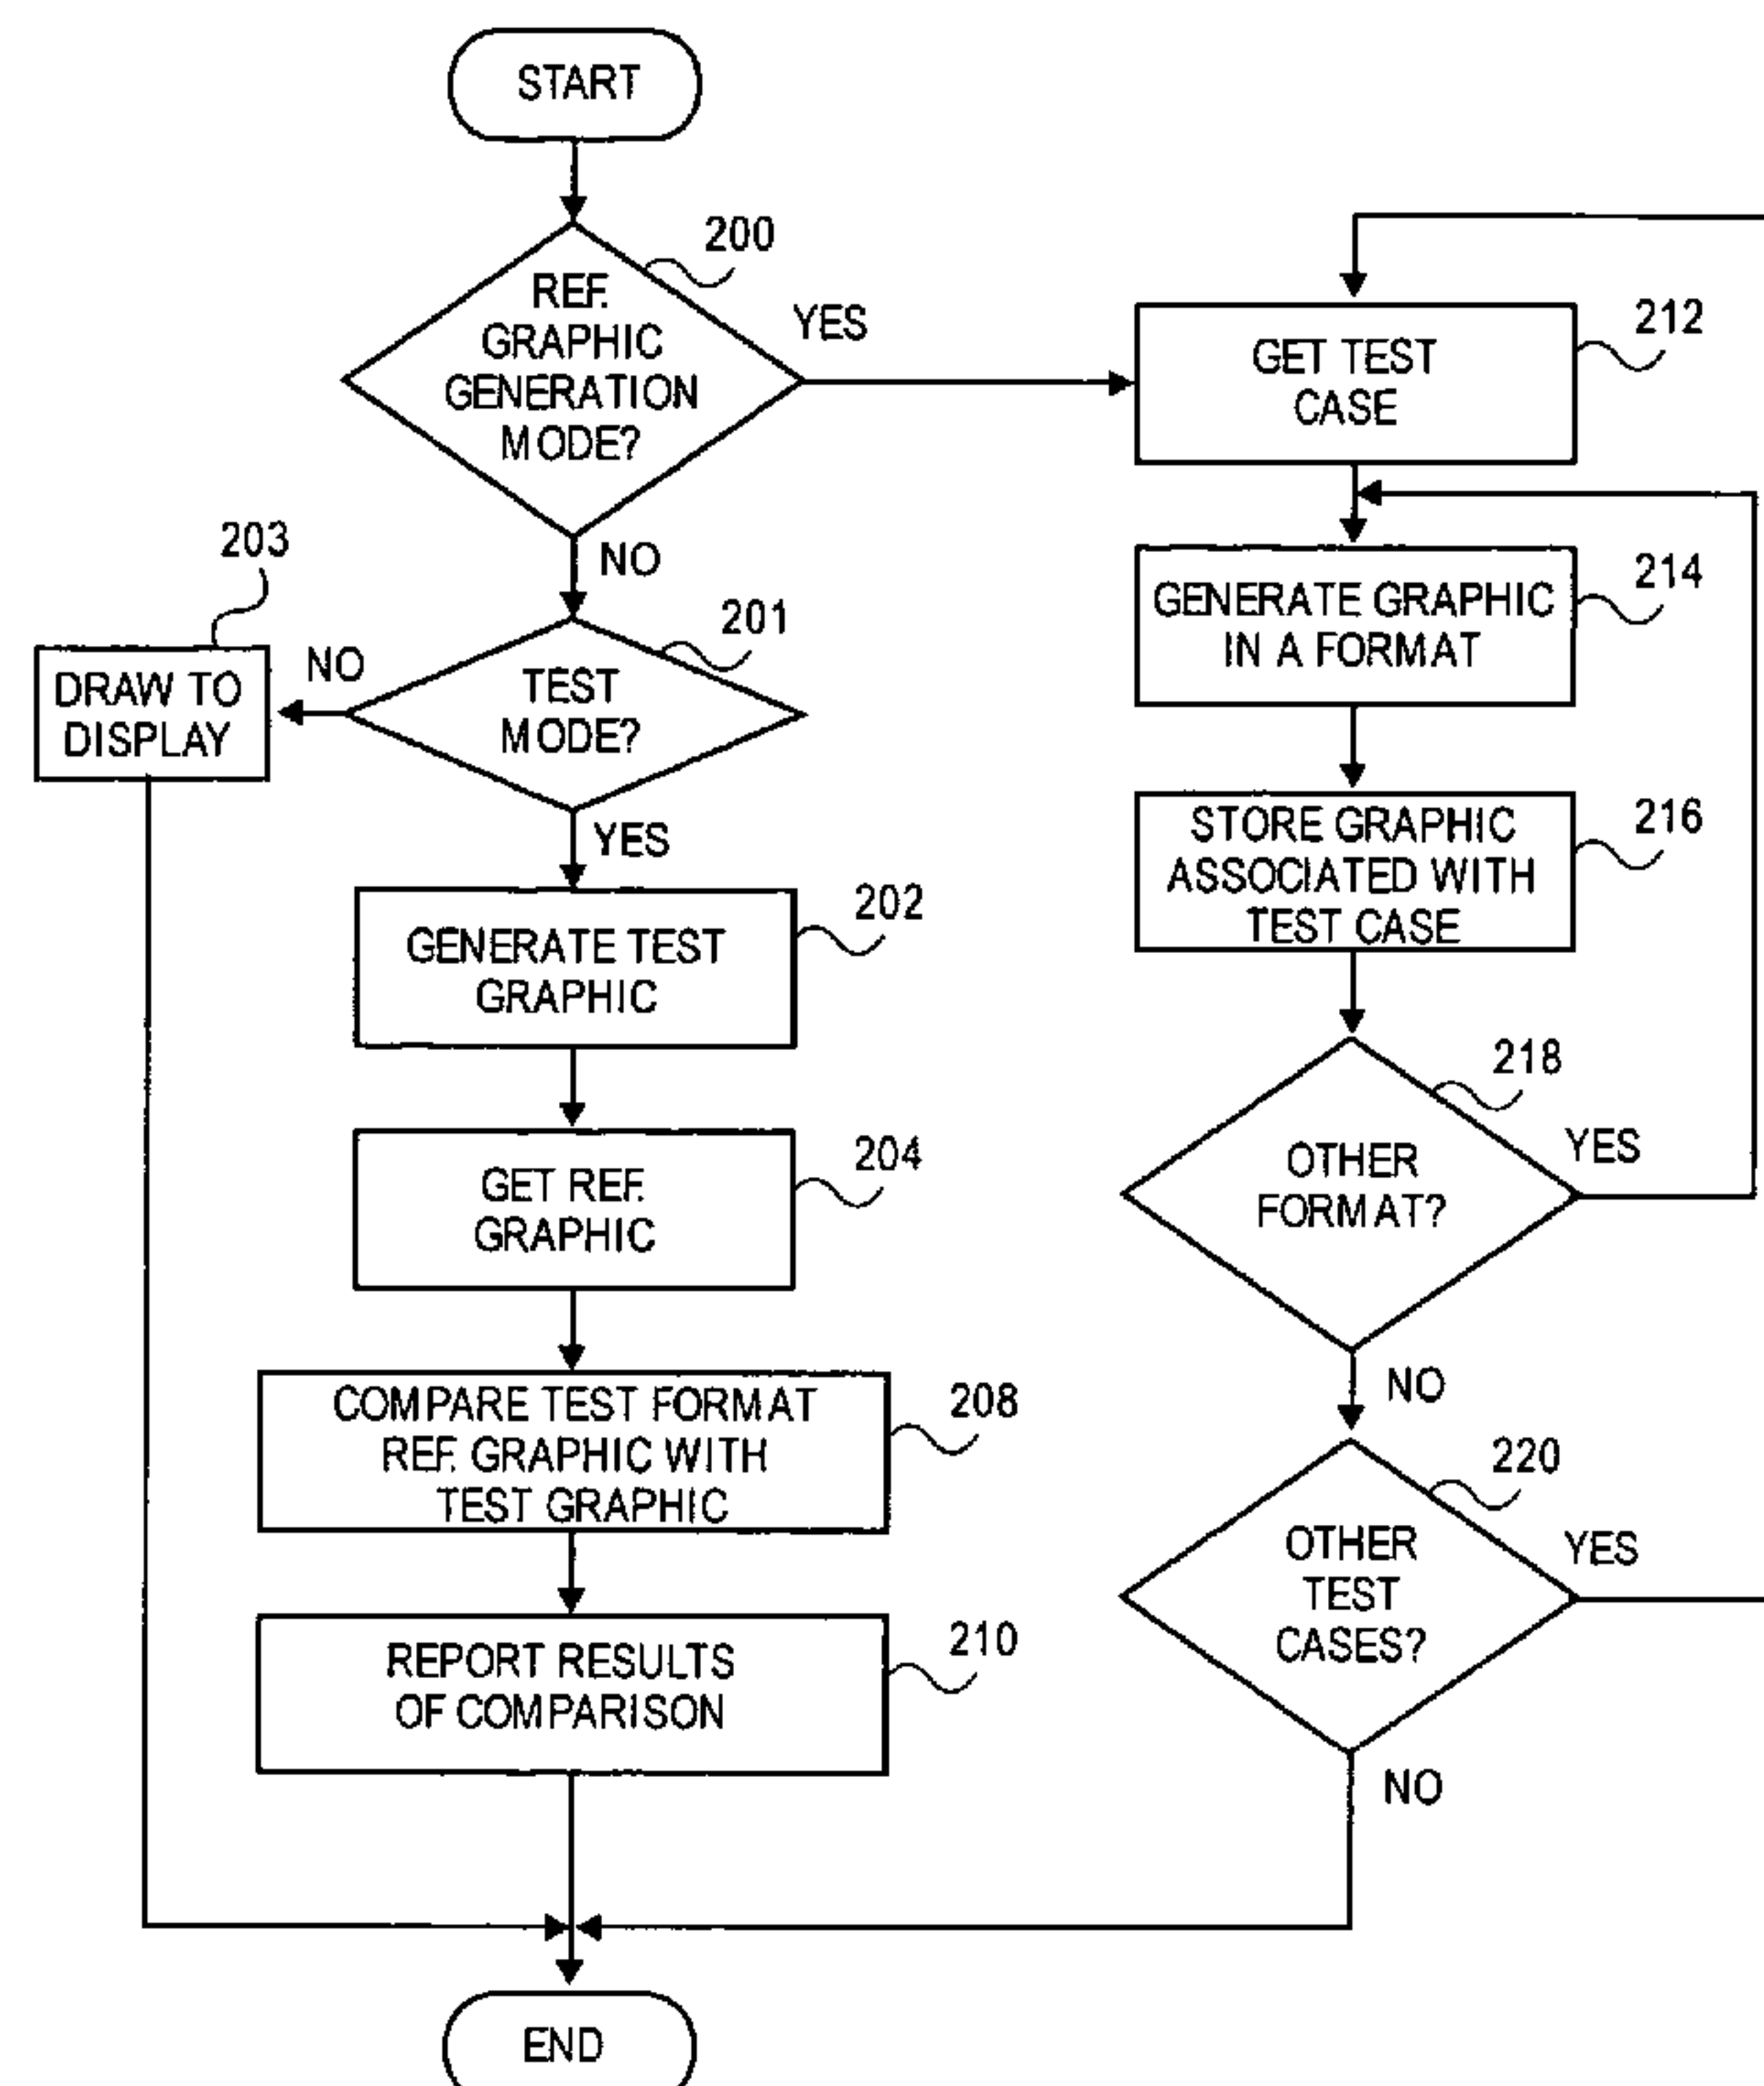 START
200
REF.
GRAPHIC
GENERATION
MODE?
YES
NO
203
DRAW TO
DISPLAY
NO
201
TEST
MODE?
YES
202
GENERATE TEST
GRAPHIC
204
GET REF.
GRAPHIC
208
COMPARE TEST FORMAT
REF. GRAPHIC WITH
TEST GRAPHIC
210
REPORT RESULTS
OF COMPARISON
END
212
GET TEST
CASE
214
GENERATE GRAPHIC
IN A FORMAT
216
STORE GRAPHIC
ASSOCIATED WITH
TEST CASE
218
OTHER
FORMAT?
YES
NO
220
OTHER
TEST
CASES?
YES
NO